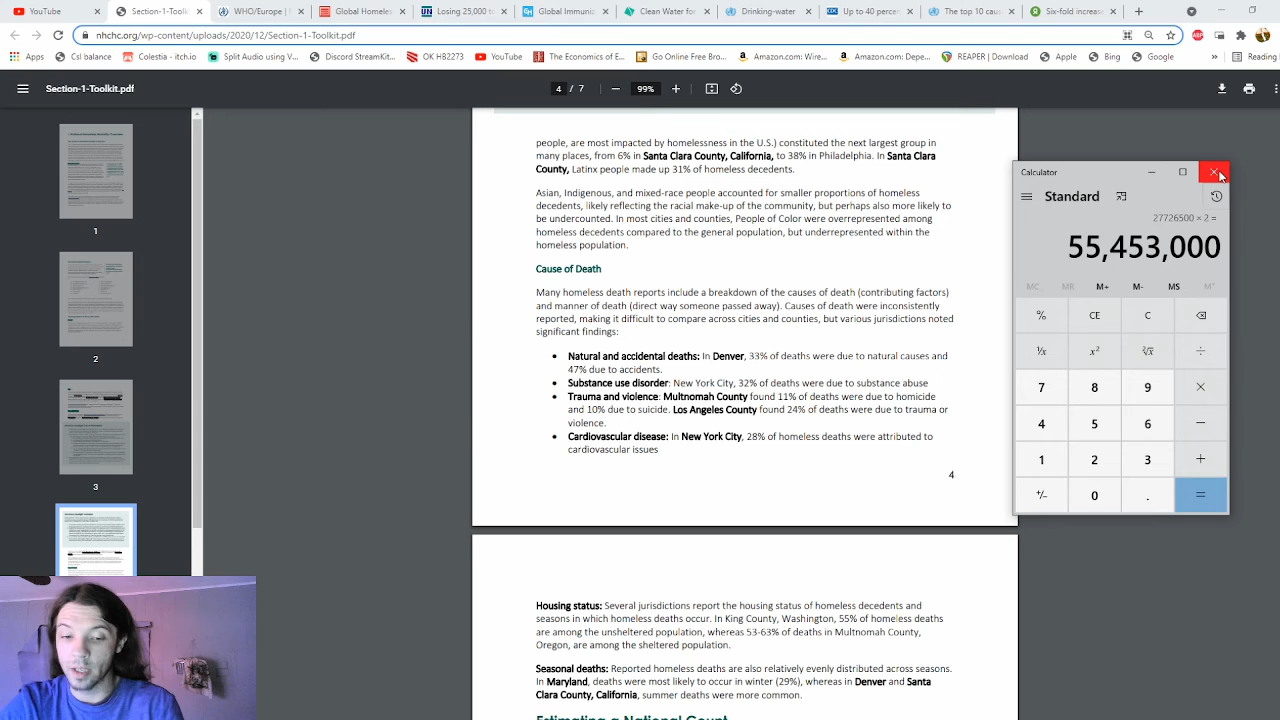 YouTube
Section-1-Toolkit
WHO/Europe |
Global Homeles
Losing 25,000 to
Global Immuniz
Clean Water for
Drinking-water
Up to 40 percen
The top 10 caus
Six-fold increase
nhchc.org/wp-content/uploads/2020/12/Section-1-Toolkit.pdf
Apps
Csl balance
Colestia - itch.io
Split Audio using V...
Discord StreamKit...
OK HB2273
YouTube
The Economics of E...
Go Online Free Bro...
Amazon.com: Wire...
Amazon.com: Depe...
REAPER | Download
Apple
Bing
Google
»
Reading
Section-1-Toolkit.pdf
4 / 7
99%
1
2
3
people, are most impacted by homelessness in the U.S.) constituted the next largest group in
many places, from 6% in Santa Clara County, California, to 38% in Philadelphia. In Santa Clara
County, Latinx people made up 31% of homeless decedents.
Asian, Indigenous, and mixed-race people accounted for smaller proportions of homeless
decedents, likely reflecting the racial make-up of the community, but perhaps also more likely to
be undercounted. In most cities and counties, People of Color were overrepresented among
homeless decedents compared to the general population, but underrepresented within the
homeless population.
Cause of Death
Many homeless death reports include a breakdown of the causes of death (contributing factors)
and manner of death (direct way someone passed away). Causes of death were inconsistently
reported, making it difficult to compare across cities and counties, but various jurisdictions noted
significant findings:
• Natural and accidental deaths: In Denver, 33% of deaths were due to natural causes and
47% due to accidents.
• Substance use disorder: New York City, 32% of deaths were due to substance abuse
• Trauma and violence: Multnomah County found 11% of deaths were due to homicide
and 10% due to suicide. Los Angeles County found 24% of deaths were due to trauma or
violence.
• Cardiovascular disease: In New York City, 28% of homeless deaths were attributed to
cardiovascular issues
4
Housing status: Several jurisdictions report the housing status of homeless decedents and
seasons in which homeless deaths occur. In King County, Washington, 55% of homeless deaths
are among the unsheltered population, whereas 53-63% of deaths in Multnomah County,
Oregon, are among the sheltered population.
Seasonal deaths: Reported homeless deaths are also relatively evenly distributed across seasons.
In Maryland, deaths were most likely to occur in winter (29%), whereas in Denver and Santa
Clara County, California, summer deaths were more common.
Estimating a National Count
Calculator
Standard
27726500 × 2 =
55,453,000
MC MR M+ M- MS M˅
% CE C
¹/x x² ²√x ÷
7 8 9 ×
4 5 6 −
1 2 3 +
+/− 0 . =